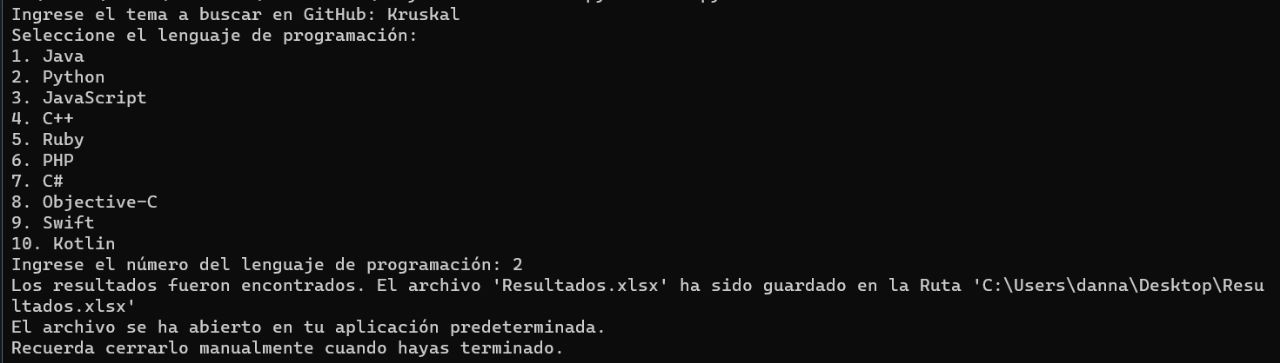 Ingrese el tema a buscar en GitHub: Kruskal
Seleccione el lenguaje de programación:
1. Java
2. Python
3. JavaScript
4. C++
5. Ruby
6. PHP
7. C#
8. Objective-C
9. Swift
10. Kotlin
Ingrese el número del lenguaje de programación: 2
Los resultados fueron encontrados. El archivo 'Resultados.xlsx' ha sido guardado en la Ruta 'C:\Users\danna\Desktop\Resu
ltados.xlsx'
El archivo se ha abierto en tu aplicación predeterminada.
Recuerda cerrarlo manualmente cuando hayas terminado.